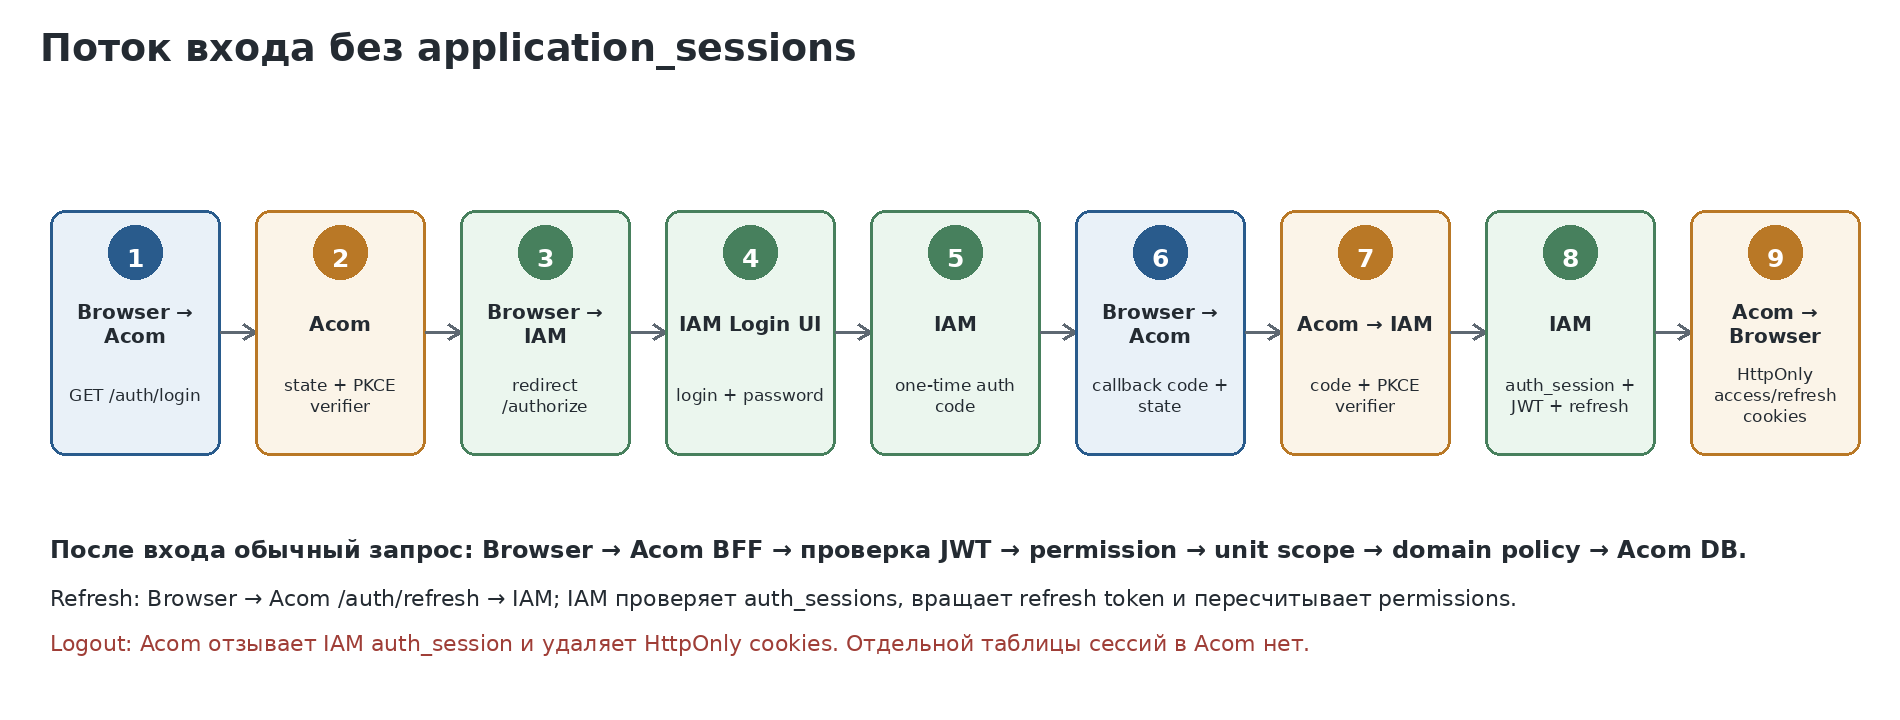 Поток входа без application_sessions
1
Browser →
Acom
GET /auth/login
2
Acom
state + PKCE
verifier
3
Browser →
IAM
redirect
/authorize
4
IAM Login UI
login + password
5
IAM
one-time auth
code
6
Browser →
Acom
callback code +
state
7
Acom → IAM
code + PKCE
verifier
8
IAM
auth_session +
JWT + refresh
9
Acom →
Browser
HttpOnly
access/refresh
cookies
После входа обычный запрос: Browser → Acom BFF → проверка JWT → permission → unit scope → domain policy → Acom DB.
Refresh: Browser → Acom /auth/refresh → IAM; IAM проверяет auth_sessions, вращает refresh token и пересчитывает permissions.
Logout: Acom отзывает IAM auth_session и удаляет HttpOnly cookies. Отдельной таблицы сессий в Acom нет.